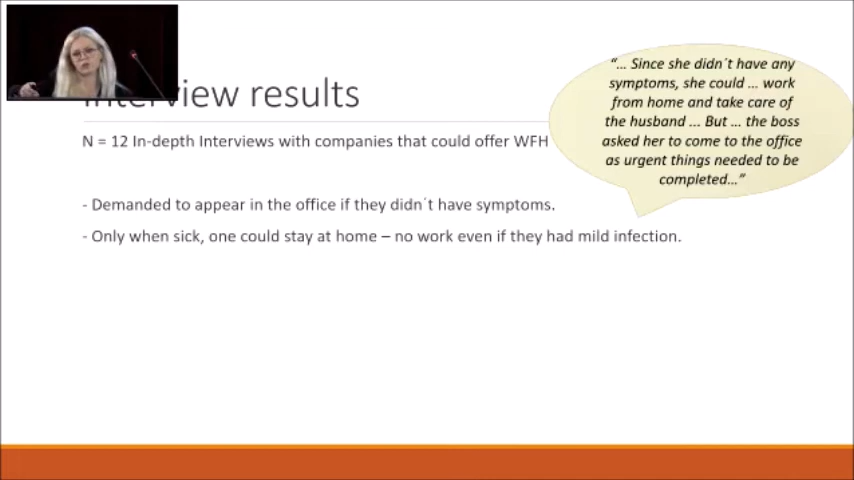 Interview results
"... Since she didn´t have any
symptoms, she could ... work
from home and take care of
the husband ... But ... the boss
asked her to come to the office
as urgent things needed to be
completed..."
N = 12 In-depth Interviews with companies that could offer WFH
- Demanded to appear in the office if they didn´t have symptoms.
- Only when sick, one could stay at home – no work even if they had mild infection.